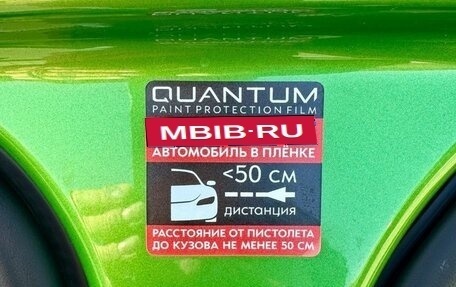 QUANTUM
PAINT PROTECTION FILM
MBIB-RU
АВТОМОБИЛЬ В ПЛЁНКЕ
<50 СМ
ДИСТАНЦИЯ
РАССТОЯНИЕ ОТ ПИСТОЛЕТА
ДО КУЗОВА НЕ МЕНЕЕ 50 СМ